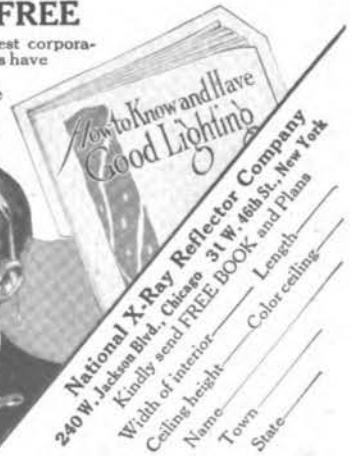 FREE
est corpora-
s have
How to Know and Have
Good Lighting
National X-Ray Reflector Company
240 W. Jackson Blvd., Chicago 31 W. 46th St., New York
Kindly send FREE BOOK and Plans
Width of interior Length
Ceiling height Color ceiling
Name
Town
State